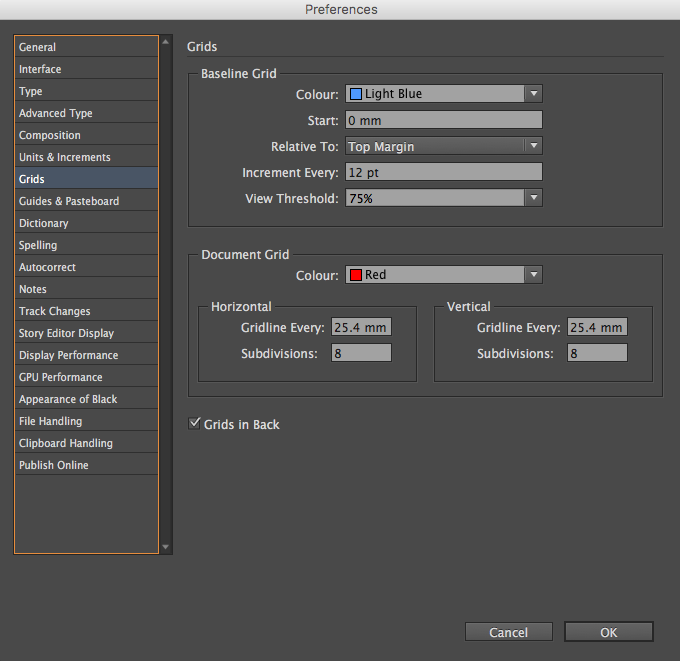 Preferences
General
Interface
Type
Advanced Type
Composition
Units & Increments
Grids
Guides & Pasteboard
Dictionary
Spelling
Autocorrect
Notes
Track Changes
Story Editor Display
Display Performance
GPU Performance
Appearance of Black
File Handling
Clipboard Handling
Publish Online
Grids
Baseline Grid
Colour: Light Blue
Start: 0 mm
Relative To: Top Margin
Increment Every: 12 pt
View Threshold: 75%
Document Grid
Colour: Red
Horizontal
Gridline Every: 25.4 mm
Subdivisions: 8
Vertical
Gridline Every: 25.4 mm
Subdivisions: 8
Grids in Back
Cancel OK